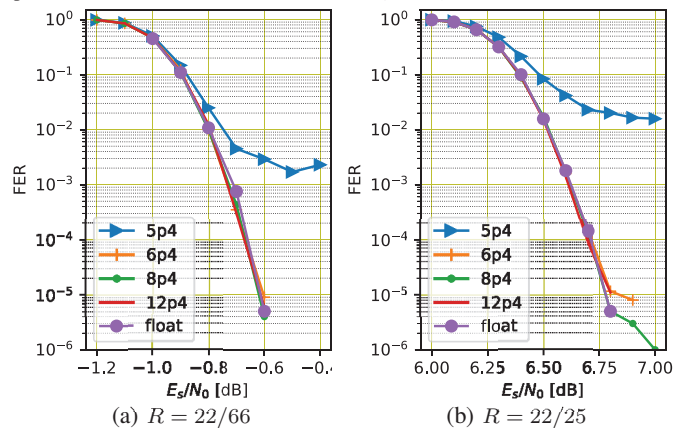 10⁰
10⁻¹
10⁻²
10⁻³
10⁻⁴
10⁻⁵
10⁻⁶
FER
5p4
6p4
8p4
12p4
float
−1.2 −1.0 −0.8 −0.6 −0.4
E_s/N_0 [dB]
(a) R = 22/66
10⁰
10⁻¹
10⁻²
10⁻³
10⁻⁴
10⁻⁵
10⁻⁶
FER
5p4
6p4
8p4
12p4
float
6.00 6.25 6.50 6.75 7.00
E_s/N_0 [dB]
(b) R = 22/25